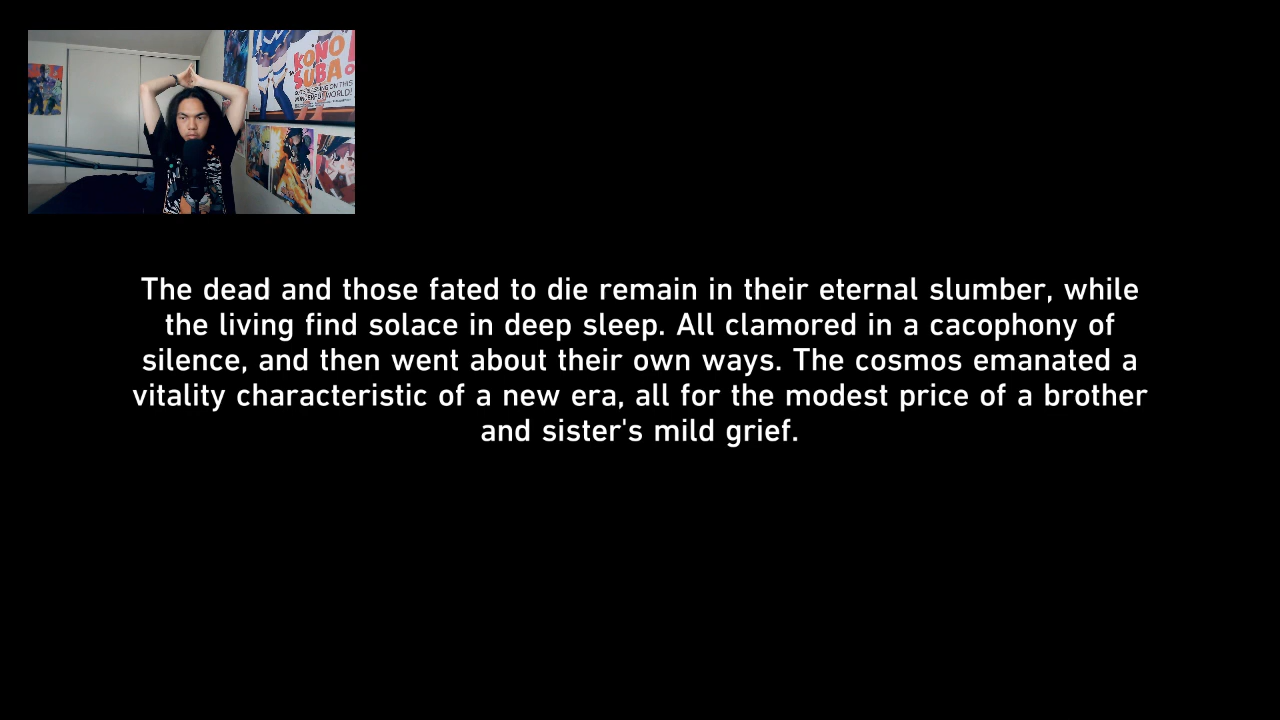 KONO
SUBA!
The dead and those fated to die remain in their eternal slumber, while
the living find solace in deep sleep. All clamored in a cacophony of
silence, and then went about their own ways. The cosmos emanated a
vitality characteristic of a new era, all for the modest price of a brother
and sister's mild grief.